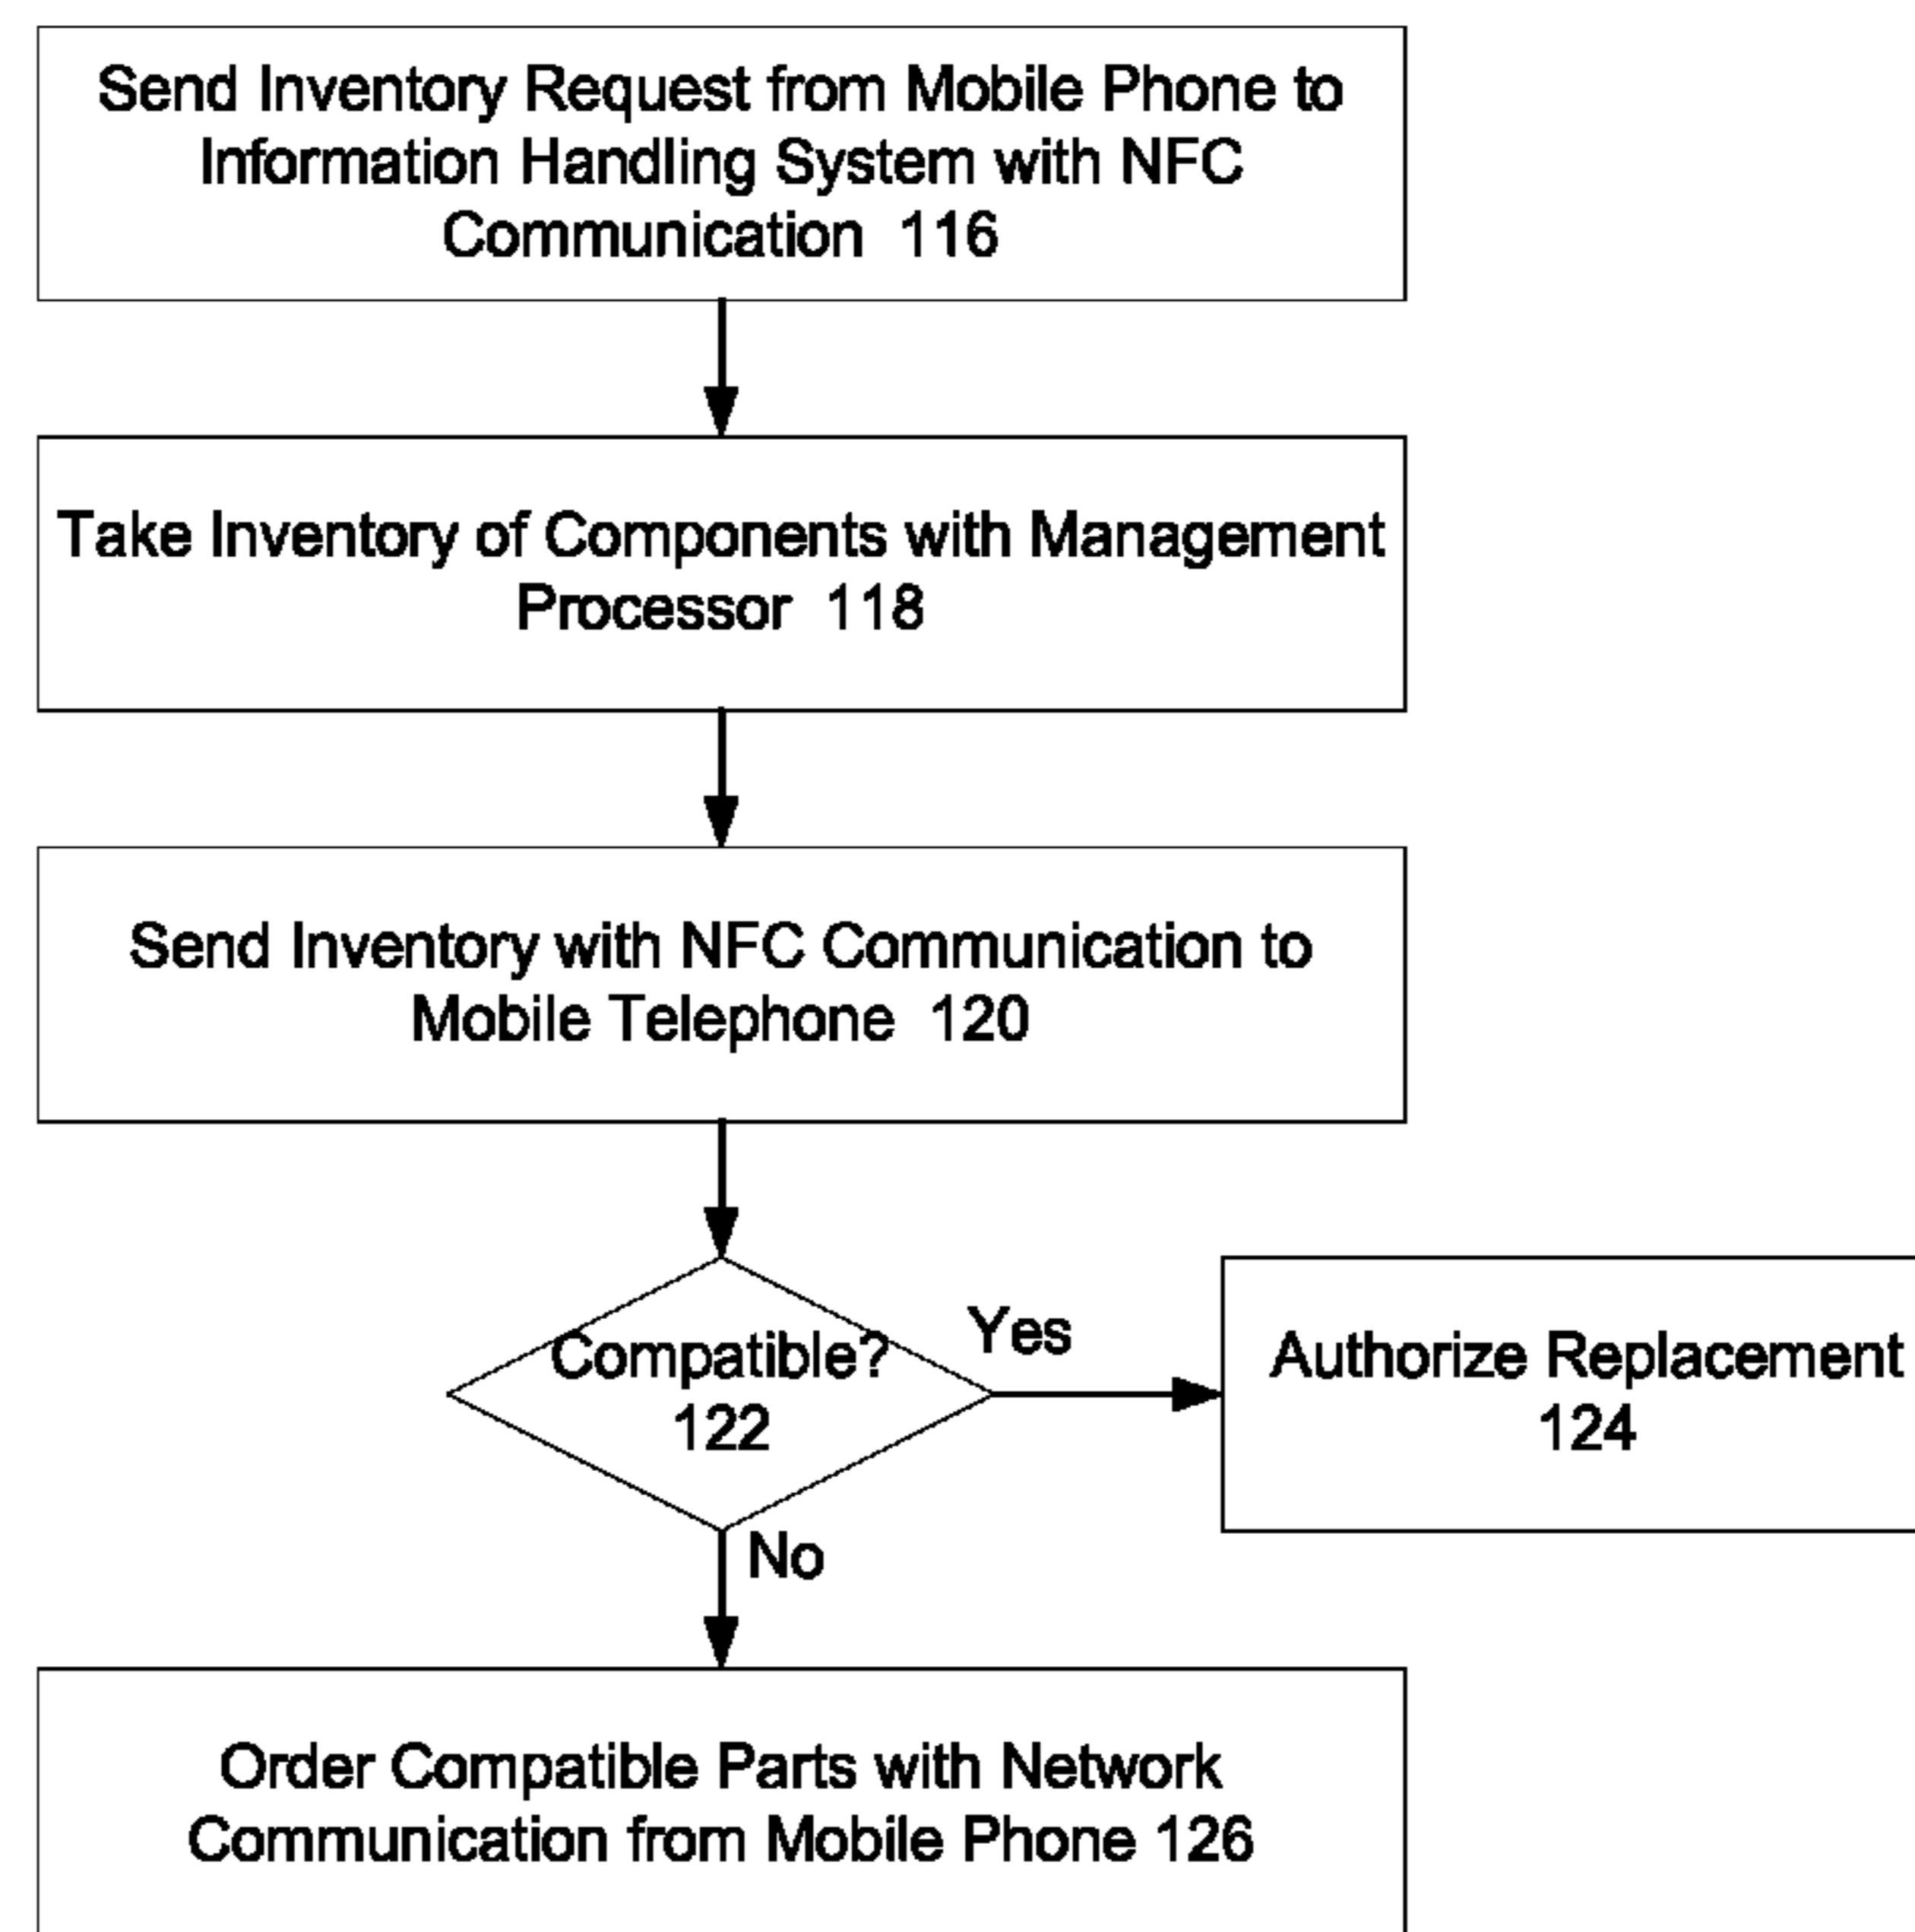 Send Inventory Request from Mobile Phone to
Information Handling System with NFC
Communication 116
Take Inventory of Components with Management
Processor 118
Send Inventory with NFC Communication to
Mobile Telephone 120
Compatible?
122
Yes
Authorize Replacement
124
No
Order Compatible Parts with Network
Communication from Mobile Phone 126